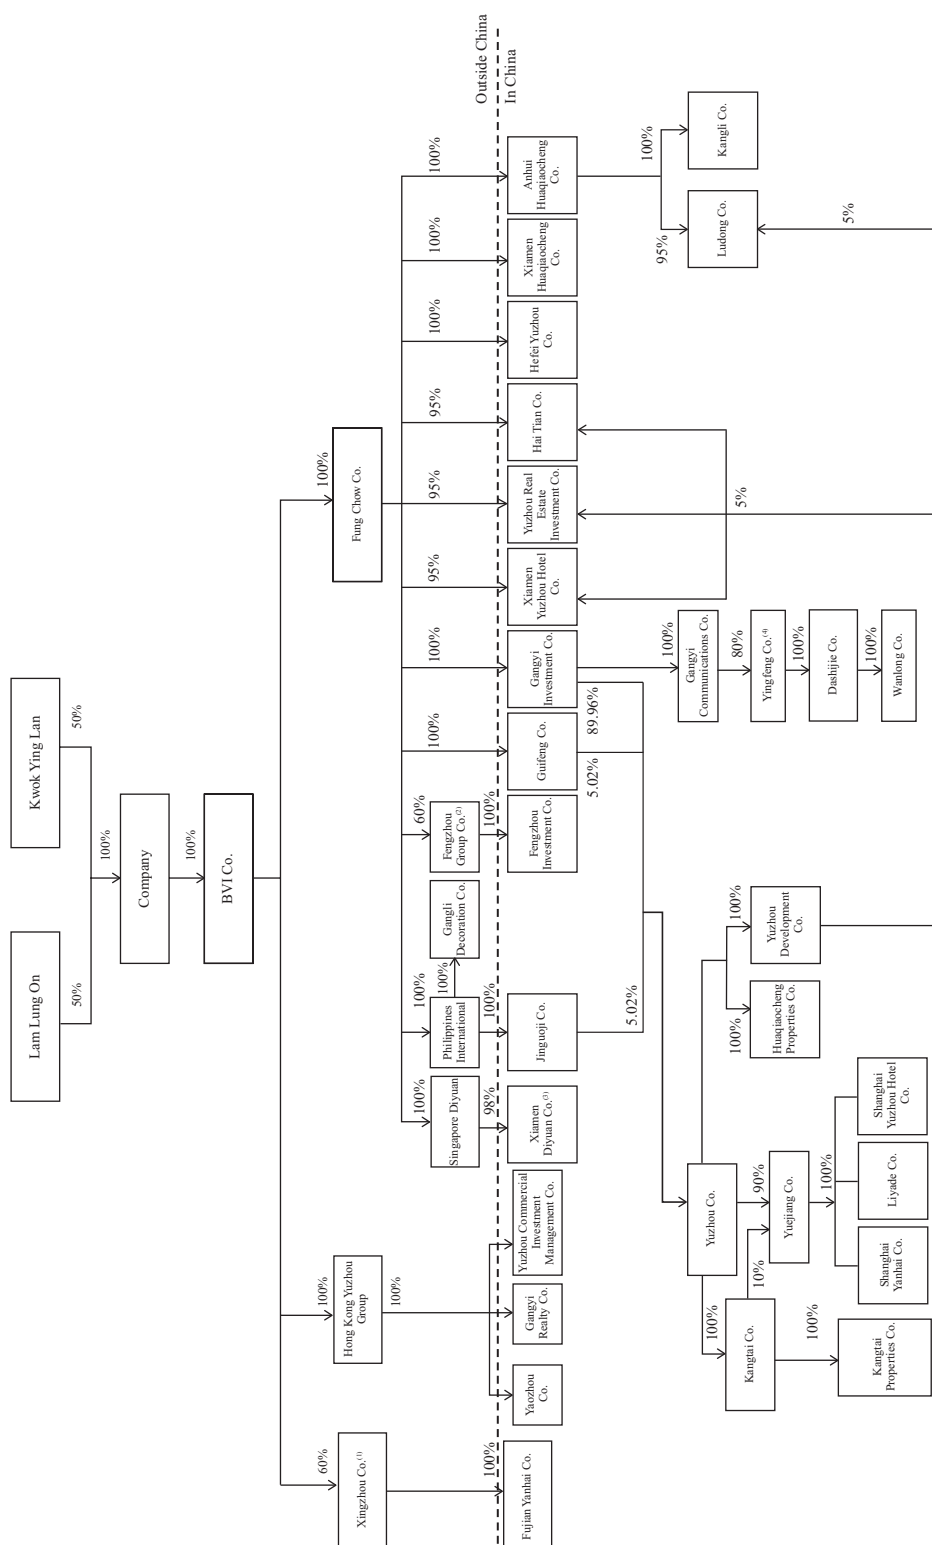 Lam Lung On
Kwok Ying Lan
50%
50%
100%
Company
100%
BVI Co.
60%
100%
100%
Xingzhou Co.(1)
Hong Kong Yuzhou
Group
Fung Chow Co.
100%
100%
100%
60%
100%
100%
95%
95%
95%
100%
100%
100%
Singapore Diyuan
Philippines
International
100%
Gangli
Decoration Co.
Fengzhou
Group Co.(2)
100%
98%
100%
100%
Outside China
In China
Fujian Yanhai Co.
Yaozhou
Co.
Gangyi
Realty Co.
Yuzhou Commercial
Investment
Management Co.
Xiamen
Diyuan Co.(3)
Jinguoji Co.
Fengzhou
Investment Co.
Guifeng Co.
Gangyi
Investment Co.
Xiamen
Yuzhou Hotel
Co.
Yuzhou Real
Estate
Investment Co.
Hai Tian Co.
Hefei Yuzhou
Co.
Xiamen
Huaqiaocheng
Co.
Anhui
Huaqiaocheng
Co.
5.02%
5.02%
89.96%
100%
95%
100%
Gangyi
Communications Co.
Ludong Co.
Kangli Co.
80%
5%
Yingfeng Co.(4)
100%
Dashijie Co.
100%
Wanlong Co.
5%
Yuzhou Co.
100%
90%
100%
100%
Kangtai Co.
10%
Yuejiang Co.
Huaqiaocheng
Properties Co.
Yuzhou
Development
Co.
100%
100%
Kangtai
Properties Co.
Shanghai
Yanhai Co.
Liyade Co.
Shanghai
Yuzhou Hotel
Co.